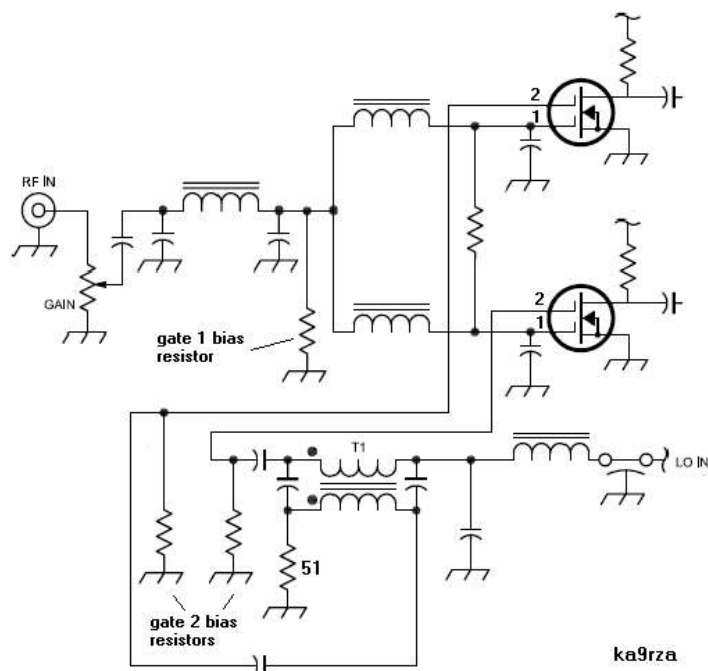 2
1
RF IN
GAIN
2
1
gate 1 bias
resistor
T1
LO IN
51
gate 2 bias
resistors
ka9rza